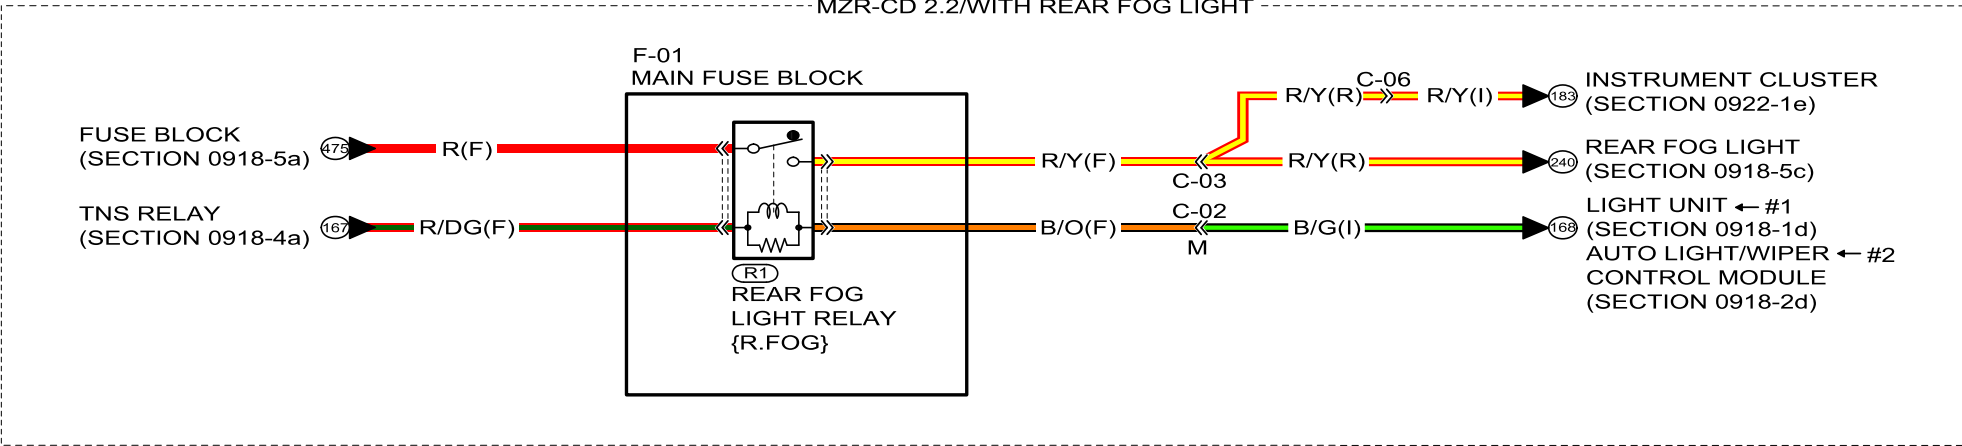 MZR-CD 2.2/WITH REAR FOG LIGHT
F-01
MAIN FUSE BLOCK
FUSE BLOCK
(SECTION 0918-5a)
475
R(F)
TNS RELAY
(SECTION 0918-4a)
167
R/DG(F)
R1
REAR FOG
LIGHT RELAY
{R.FOG}
R/Y(F)
C-03
C-02
B/O(F)
M
R/Y(R)
C-06
R/Y(I)
183
INSTRUMENT CLUSTER
(SECTION 0922-1e)
R/Y(R)
240
REAR FOG LIGHT
(SECTION 0918-5c)
B/G(I)
168
LIGHT UNIT ← #1
(SECTION 0918-1d)
AUTO LIGHT/WIPER ← #2
CONTROL MODULE
(SECTION 0918-2d)